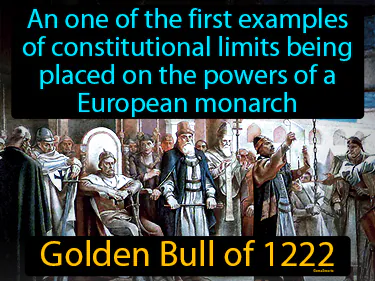 An one of the first examples
of constitutional limits being
placed on the powers of a
European monarch
Golden Bull of 1222